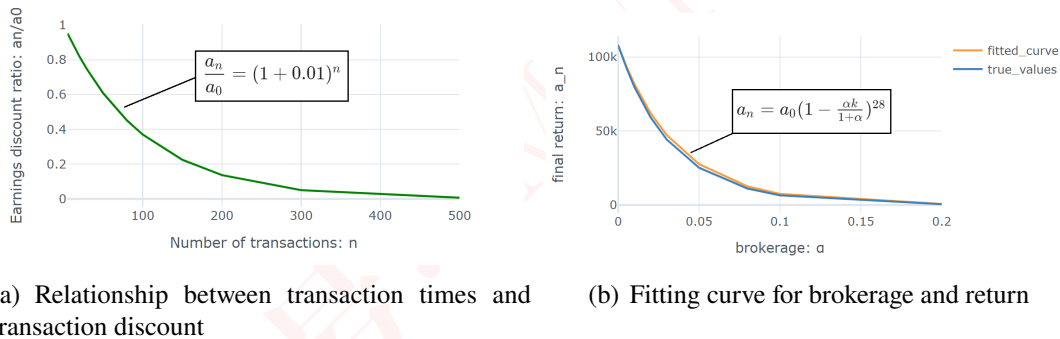 Earnings discount ratio: an/a0
1
0.8
0.6
0.4
0.2
0
100
200
300
400
500
Number of transactions: n
a_n/a_0 = (1 + 0.01)^n
final return: a_n
100k
50k
0
0
0.05
0.1
0.15
0.2
brokerage: α
a_n = a_0(1 − αk/(1+α))^28
fitted_curve
true_values
a) Relationship between transaction times and
ransaction discount
(b) Fitting curve for brokerage and return